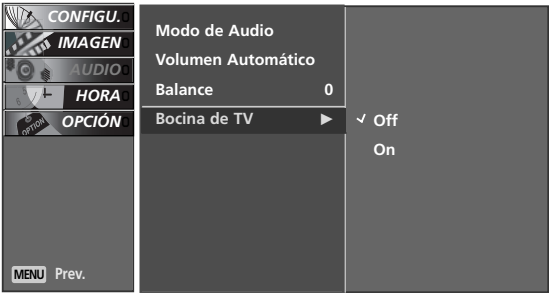 CONFIGU.
IMAGEN
AUDIO
HORA
OPCIÓN
MENU Prev.
Modo de Audio
Volumen Automático
Balance 0
Bocina de TV ►
✓ Off
On